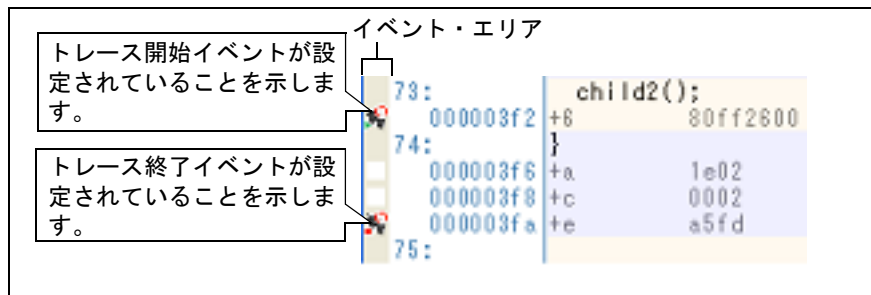 イベント・エリア
トレース開始イベントが設
定されていることを示しま
す。
トレース終了イベントが設
定されていることを示しま
す。
73: child2();
000003f2 +6 80ff2600
74: }
000003f6 +a 1e02
000003f8 +c 0002
000003fa +e a5fd
75: